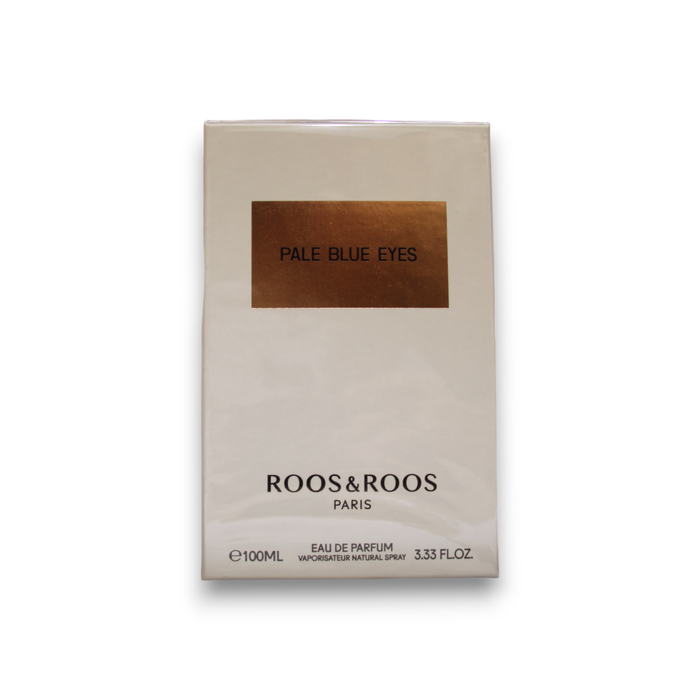 PALE BLUE EYES
ROOS&ROOS
PARIS
EAU DE PARFUM
℮100ML VAPORISATEUR NATURAL SPRAY 3.33 FL.OZ.